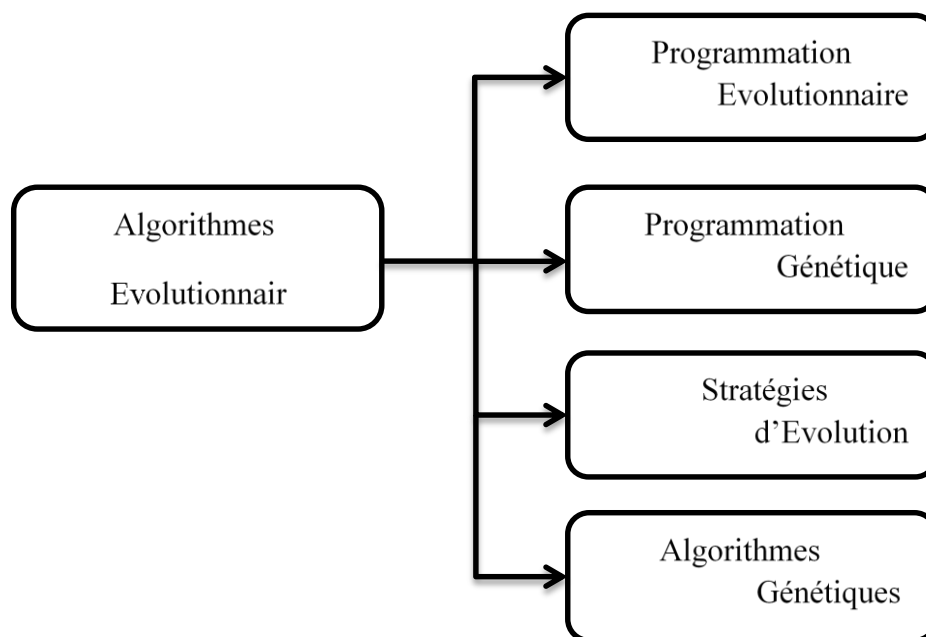 Algorithmes
Evolutionnair
Programmation
Evolutionnaire
Programmation
Génétique
Stratégies
d’Evolution
Algorithmes
Génétiques